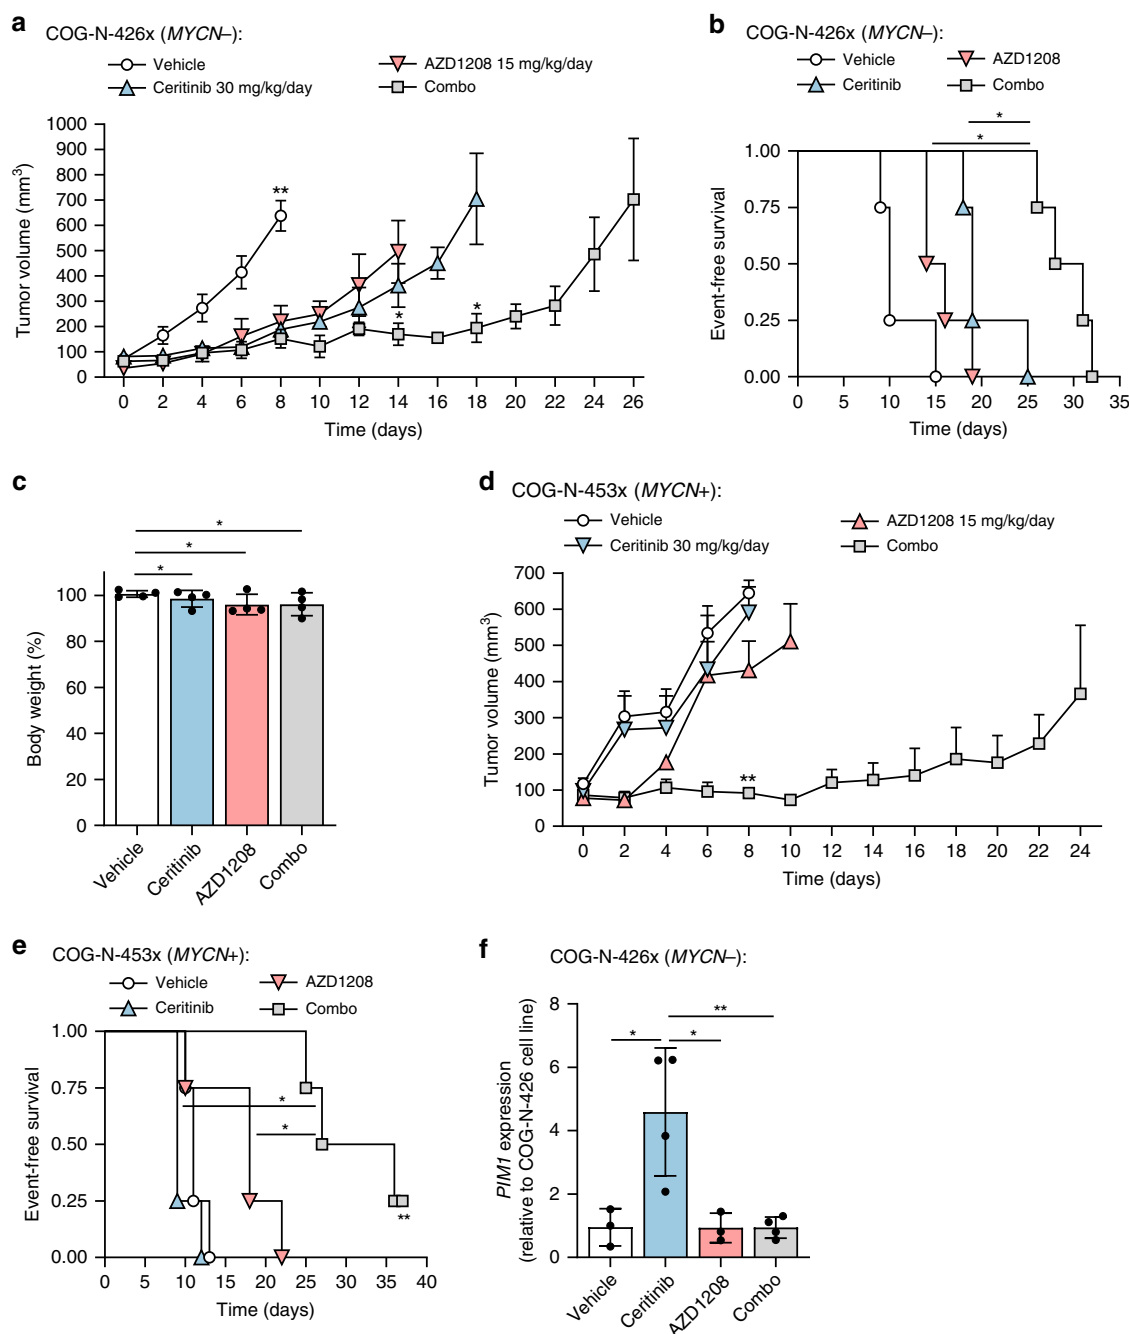 a
COG-N-426x (MYCN–):
Vehicle
Ceritinib 30 mg/kg/day
AZD1208 15 mg/kg/day
Combo
Tumor volume (mm³)
1000
900
800
700
600
500
400
300
200
100
0
**
*
*
0 2 4 6 8 10 12 14 16 18 20 22 24 26
Time (days)
b
COG-N-426x (MYCN–):
Vehicle
Ceritinib
AZD1208
Combo
*
*
Event-free survival
1.00
0.75
0.50
0.25
0.00
0 5 10 15 20 25 30 35
Time (days)
c
*
*
*
Body weight (%)
100
80
60
40
20
0
Vehicle
Ceritinib
AZD1208
Combo
d
COG-N-453x (MYCN+):
Vehicle
Ceritinib 30 mg/kg/day
AZD1208 15 mg/kg/day
Combo
Tumor volume (mm³)
700
600
500
400
300
200
100
0
**
0 2 4 6 8 10 12 14 16 18 20 22 24
Time (days)
e
COG-N-453x (MYCN+):
Vehicle
Ceritinib
AZD1208
Combo
Event-free survival
1.00
0.75
0.50
0.25
0.00
*
*
**
0 5 10 15 20 25 30 35 40
Time (days)
f
COG-N-426x (MYCN–):
PIM1 expression
(relative to COG-N-426 cell line)
8
6
4
2
0
**
*
*
Vehicle
Ceritinib
AZD1208
Combo